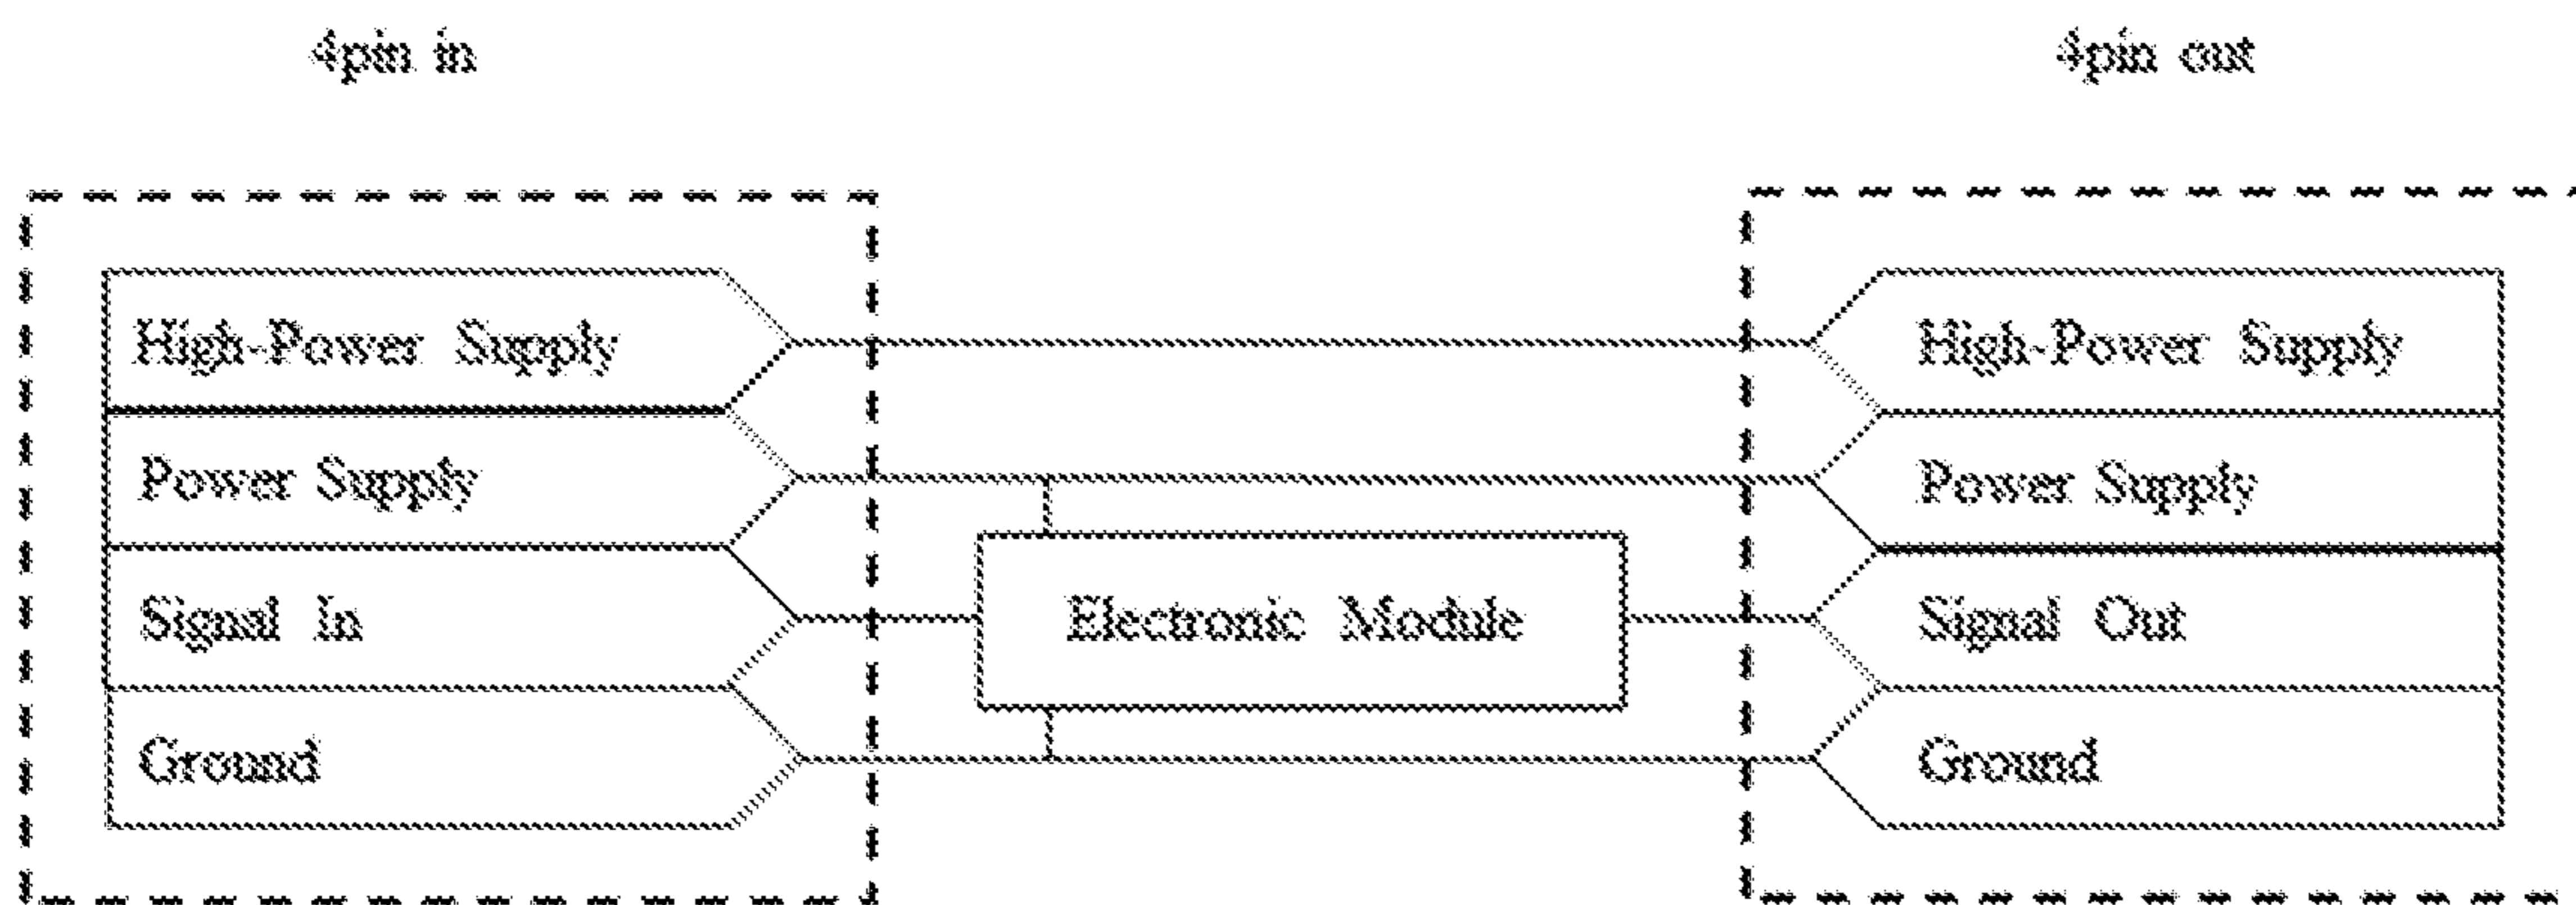 4pin in
4pin out
High-Power Supply
Power Supply
Signal In
Ground
Electronic Module
High-Power Supply
Power Supply
Signal Out
Ground